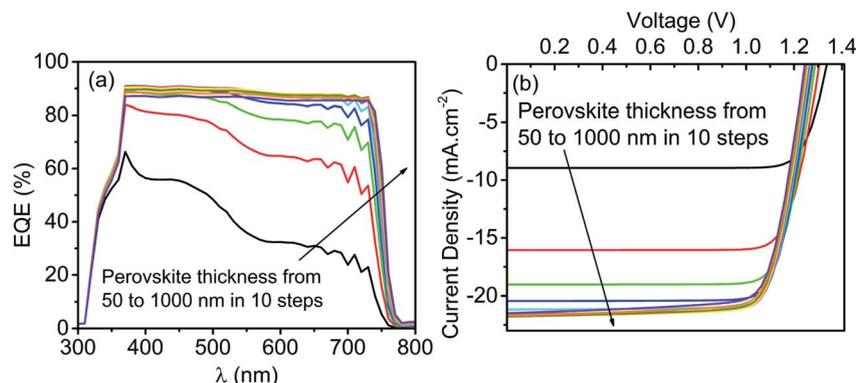 (a)
Perovskite thickness from
50 to 1000 nm in 10 steps
EQE (%)
100
80
60
40
20
0
300 400 500 600 700 800
λ (nm)
Voltage (V)
0.2 0.4 0.6 0.8 1.0 1.2 1.4
(b)
Perovskite thickness from
50 to 1000 nm in 10 steps
Current Density (mA.cm-2)
0
-5
-10
-15
-20